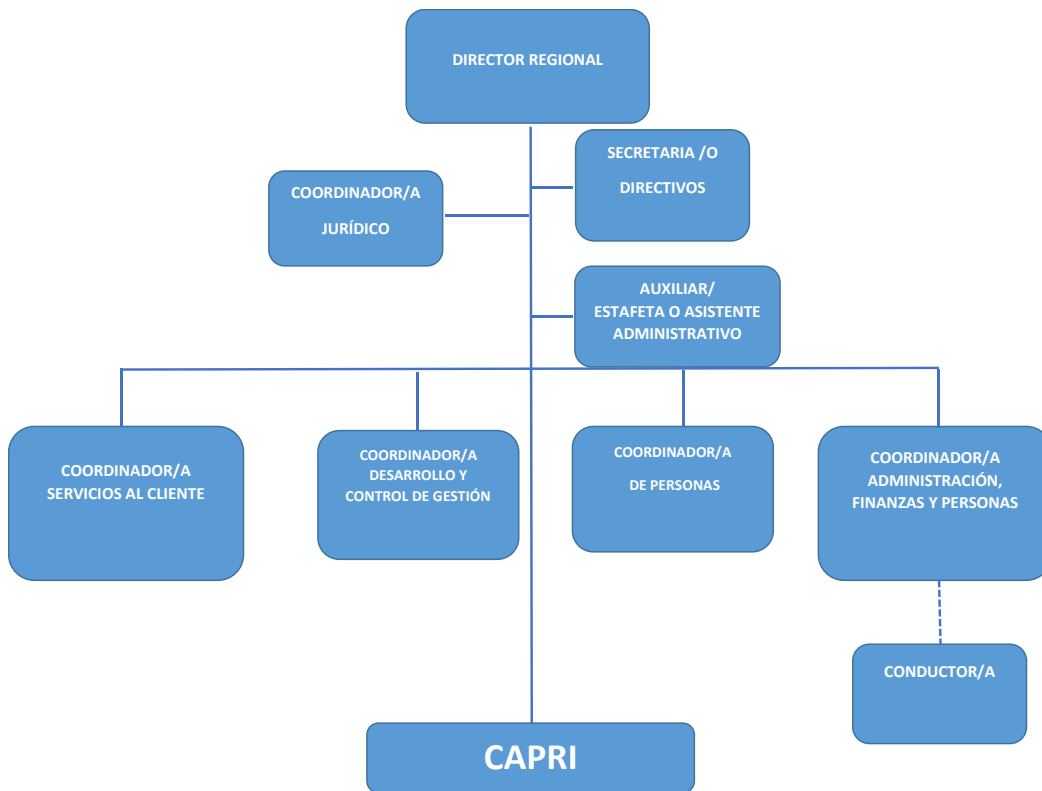 DIRECTOR REGIONAL
SECRETARIA /O
DIRECTIVOS
COORDINADOR/A
JURÍDICO
AUXILIAR/
ESTAFETA O ASISTENTE
ADMINISTRATIVO
COORDINADOR/A
SERVICIOS AL CLIENTE
COORDINADOR/A
DESARROLLO Y
CONTROL DE GESTIÓN
COORDINADOR/A
DE PERSONAS
COORDINADOR/A
ADMINISTRACIÓN,
FINANZAS Y PERSONAS
CONDUCTOR/A
CAPRI